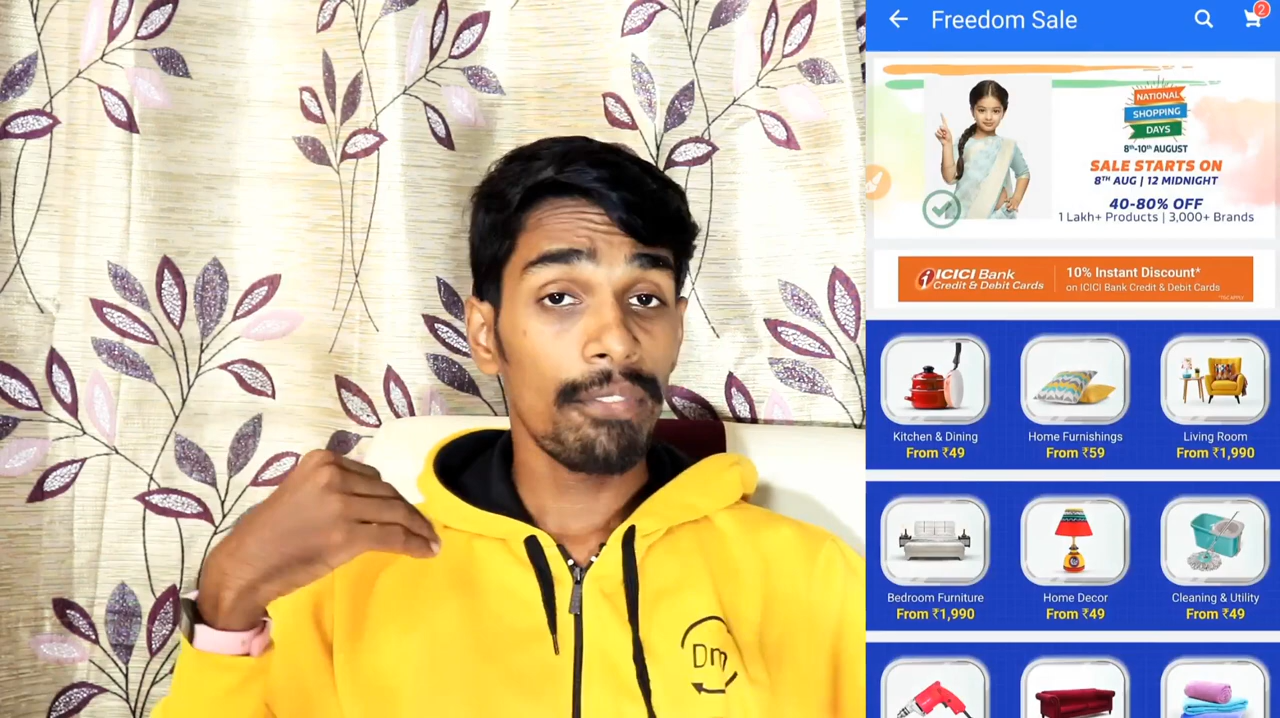 Freedom Sale
2
NATIONAL
SHOPPING
DAYS
8th-10th AUGUST
SALE STARTS ON
8TH AUG | 12 MIDNIGHT
40-80% OFF
1 Lakh+ Products | 3,000+ Brands
ICICI Bank
Credit & Debit Cards
10% Instant Discount*
on ICICI Bank Credit & Debit Cards
*T&C APPLY
Kitchen & Dining
From ₹49
Home Furnishings
From ₹59
Living Room
From ₹1,990
Bedroom Furniture
From ₹1,990
Home Decor
From ₹49
Cleaning & Utility
From ₹49
Dm